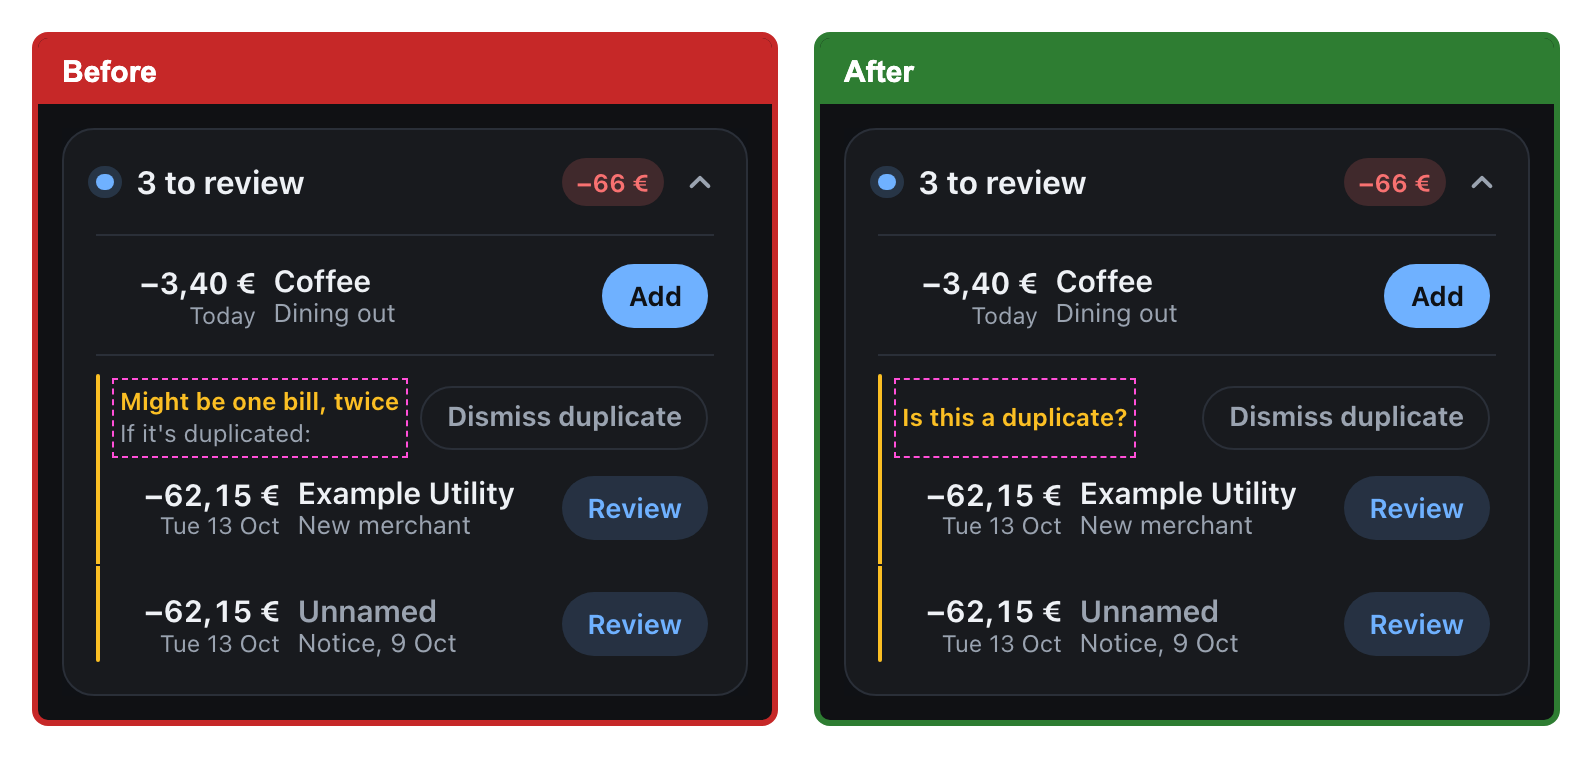 Before
3 to review
−66 €
−3,40 €
Coffee
Add
Today
Dining out
Might be one bill, twice
If it's duplicated:
Dismiss duplicate
−62,15 €
Example Utility
Review
Tue 13 Oct
New merchant
−62,15 €
Unnamed
Review
Tue 13 Oct
Notice, 9 Oct
After
3 to review
−66 €
−3,40 €
Coffee
Add
Today
Dining out
Is this a duplicate?
Dismiss duplicate
−62,15 €
Example Utility
Review
Tue 13 Oct
New merchant
−62,15 €
Unnamed
Review
Tue 13 Oct
Notice, 9 Oct